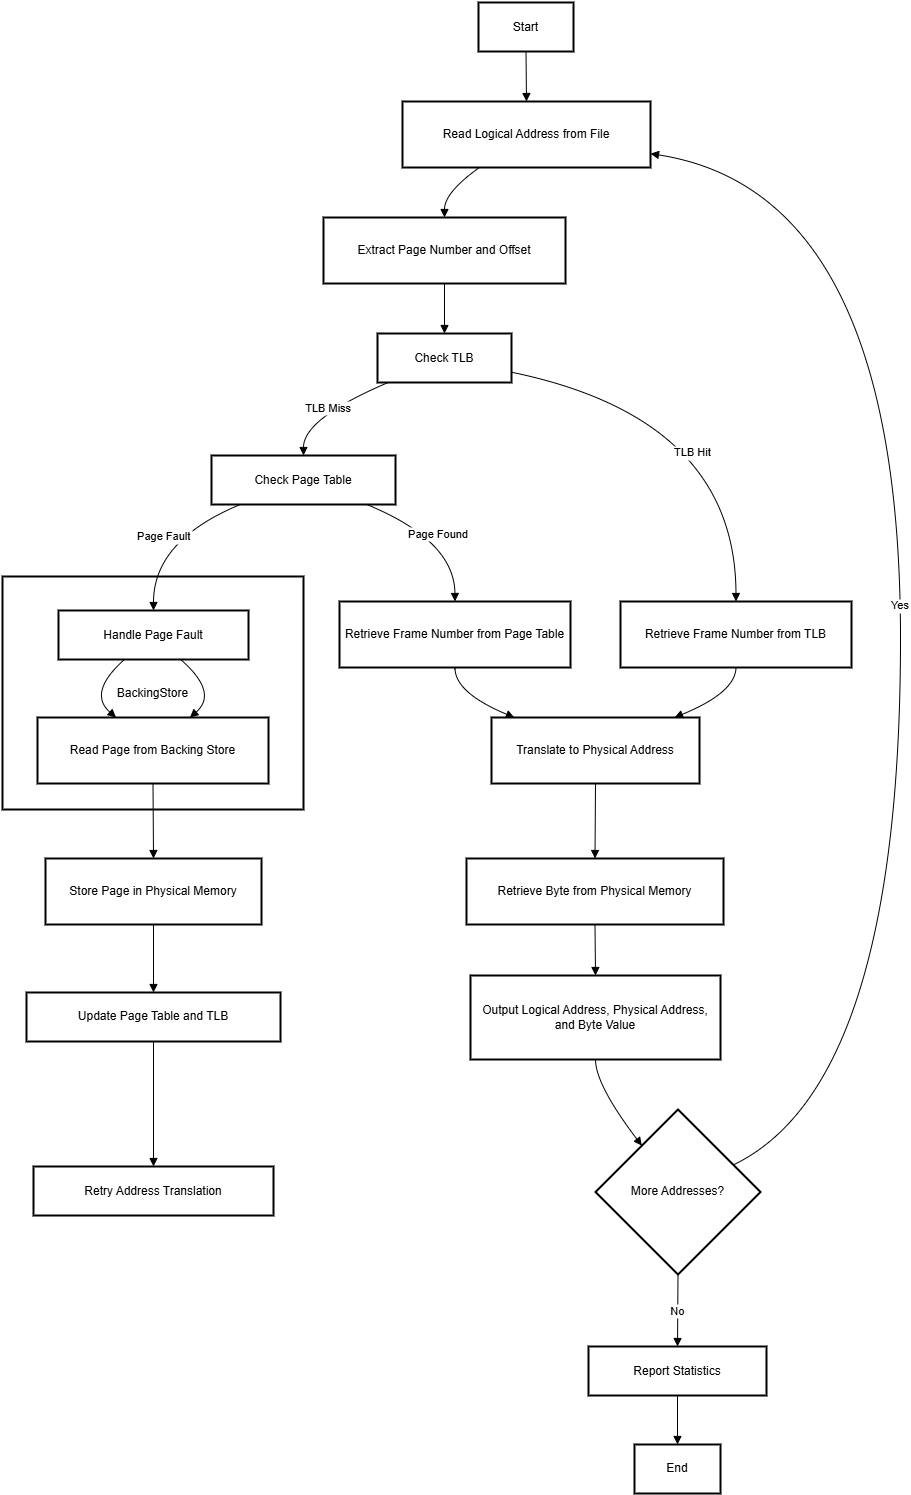 Start
Read Logical Address from File
Extract Page Number and Offset
Check TLB
TLB Miss
TLB Hit
Check Page Table
Page Fault
Page Found
Yes
Handle Page Fault
Retrieve Frame Number from Page Table
Retrieve Frame Number from TLB
BackingStore
Read Page from Backing Store
Translate to Physical Address
Store Page in Physical Memory
Retrieve Byte from Physical Memory
Update Page Table and TLB
Output Logical Address, Physical Address,
and Byte Value
Retry Address Translation
More Addresses?
No
Report Statistics
End